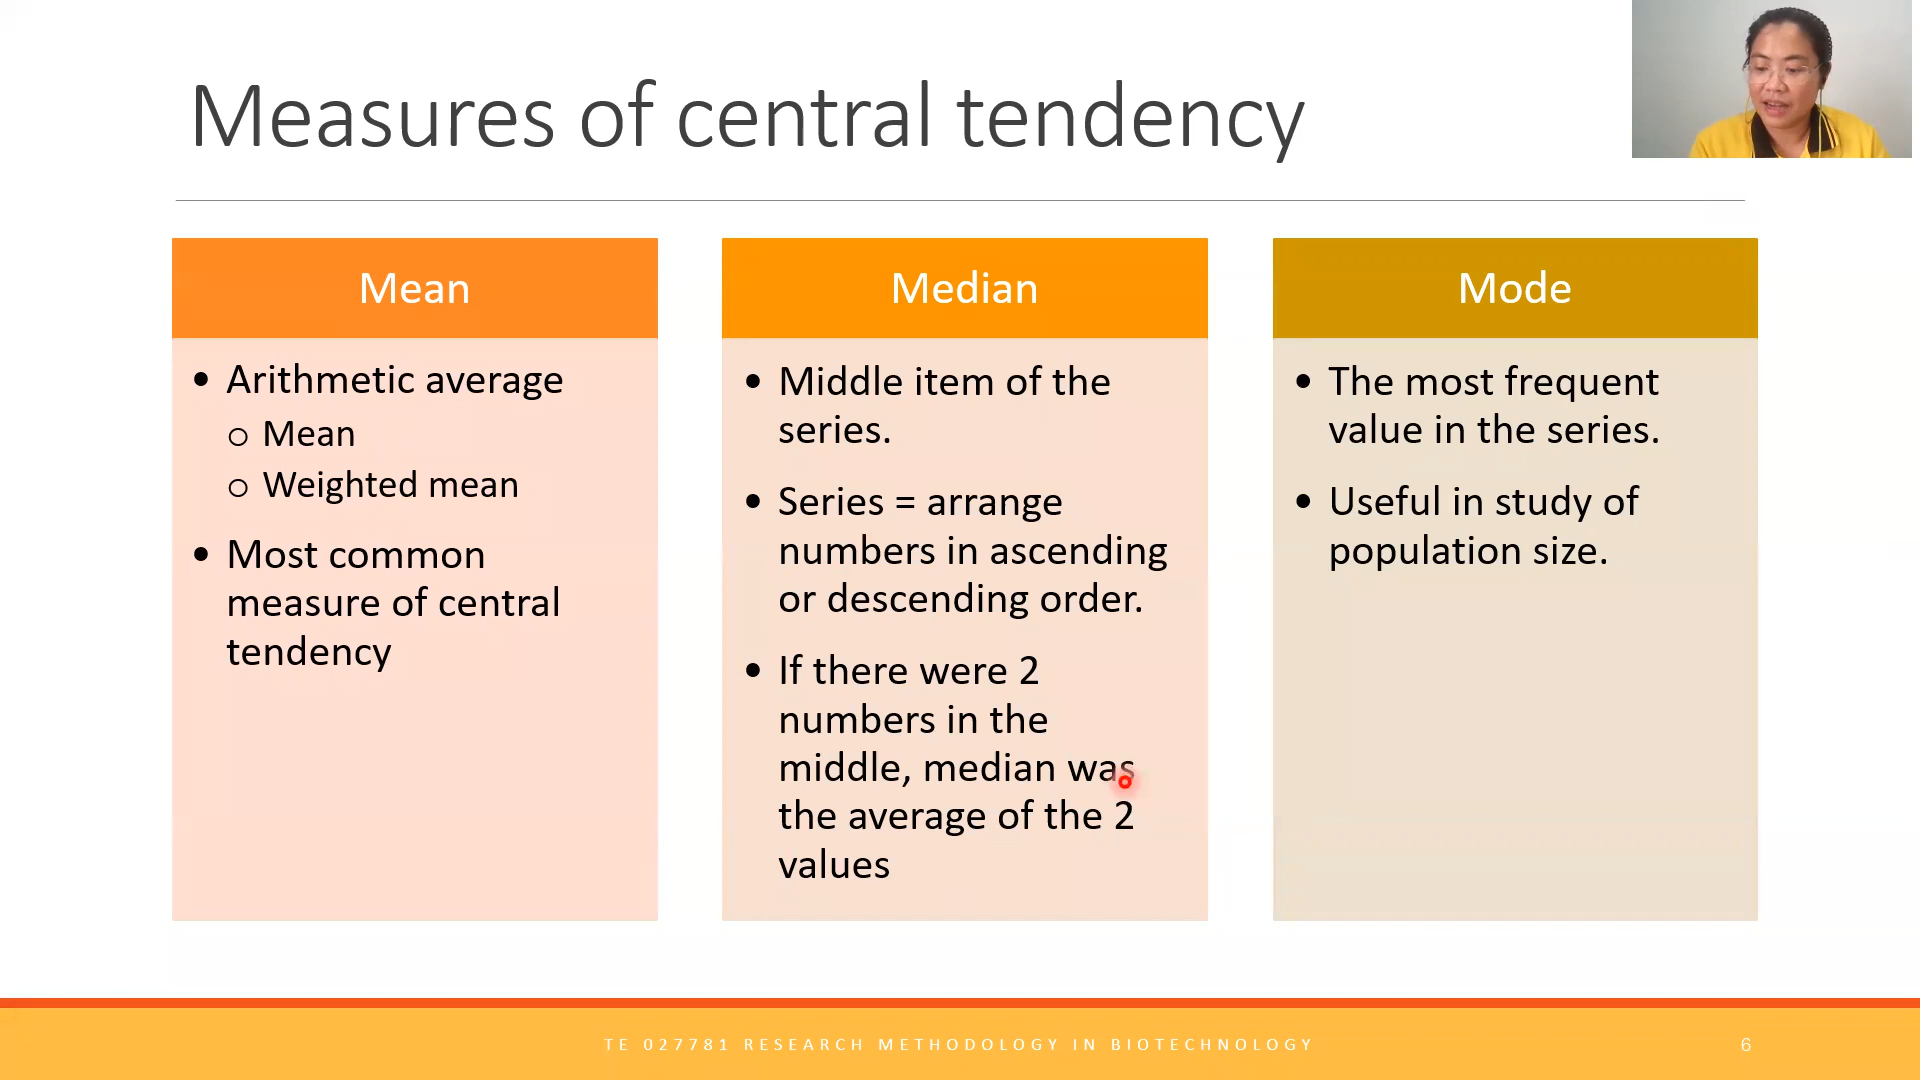 Measures of central tendency
Mean
• Arithmetic average
o Mean
o Weighted mean
• Most common
measure of central
tendency
Median
• Middle item of the
series.
• Series = arrange
numbers in ascending
or descending order.
• If there were 2
numbers in the
middle, median was
the average of the 2
values
Mode
• The most frequent
value in the series.
• Useful in study of
population size.
TE 027781 RESEARCH METHODOLOGY IN BIOTECHNOLOGY
6